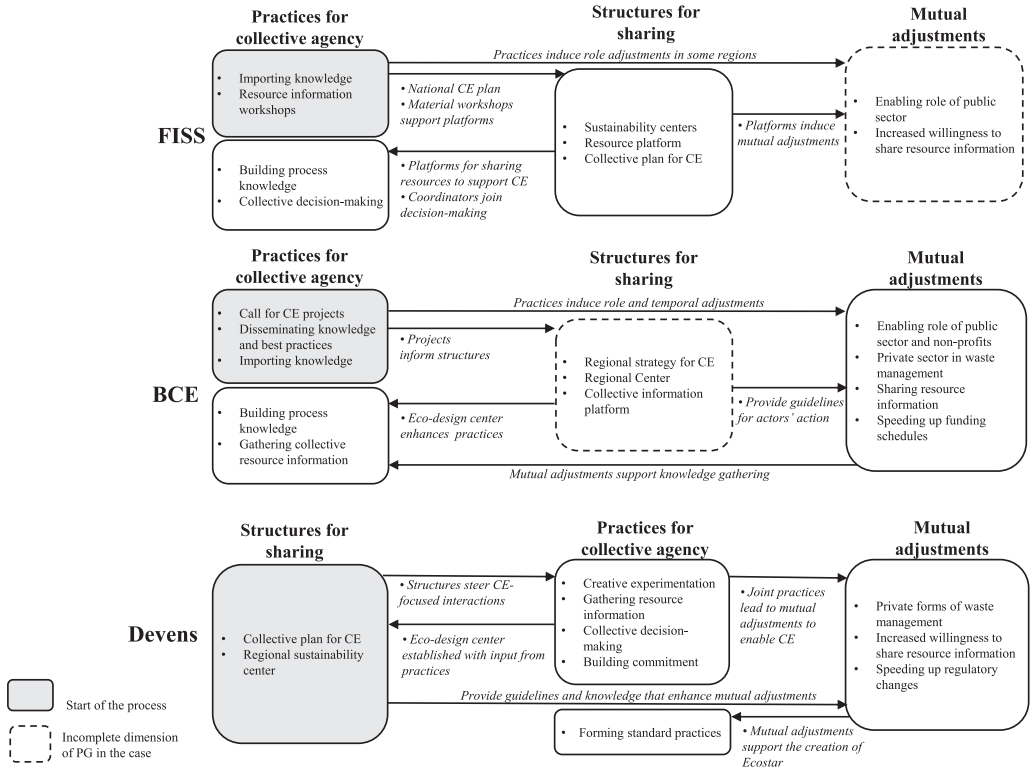 Practices for
collective agency
Structures for
sharing
Mutual
adjustments
Practices induce role adjustments in some regions
• Importing knowledge
• Resource information
workshops
• National CE plan
• Material workshops
support platforms
FISS
• Sustainability centers
• Resource platform
• Collective plan for CE
• Platforms induce
mutual adjustments
• Enabling role of public
sector
• Increased willingness to
share resource information
• Building process
knowledge
• Collective decision-making
• Platforms for sharing
resources to support CE
• Coordinators join
decision-making
Practices for
collective agency
Structures for
sharing
Mutual
adjustments
Practices induce role and temporal adjustments
• Call for CE projects
• Disseminating knowledge
and best practices
• Importing knowledge
• Projects
inform structures
BCE
• Regional strategy for CE
• Regional Center
• Collective information
platform
• Provide guidelines
for actors’ action
• Enabling role of public
sector and non-profits
• Private sector in waste
management
• Sharing resource
information
• Speeding up funding
schedules
• Building process
knowledge
• Gathering collective
resource information
• Eco-design center
enhances practices
Mutual adjustments support knowledge gathering
Structures for
sharing
Practices for
collective agency
Mutual
adjustments
Devens
• Collective plan for CE
• Regional sustainability
center
• Structures steer CE-
focused interactions
• Eco-design center
established with input from
practices
• Creative experimentation
• Gathering resource
information
• Collective decision-
making
• Building commitment
• Joint practices
lead to mutual
adjustments to
enable CE
• Private forms of waste
management
• Increased willingness to
share resource information
• Speeding up regulatory
changes
Provide guidelines and knowledge that enhance mutual adjustments
• Forming standard practices
• Mutual adjustments
support the creation of
Ecostar
Start of the process
Incomplete dimension
of PG in the case